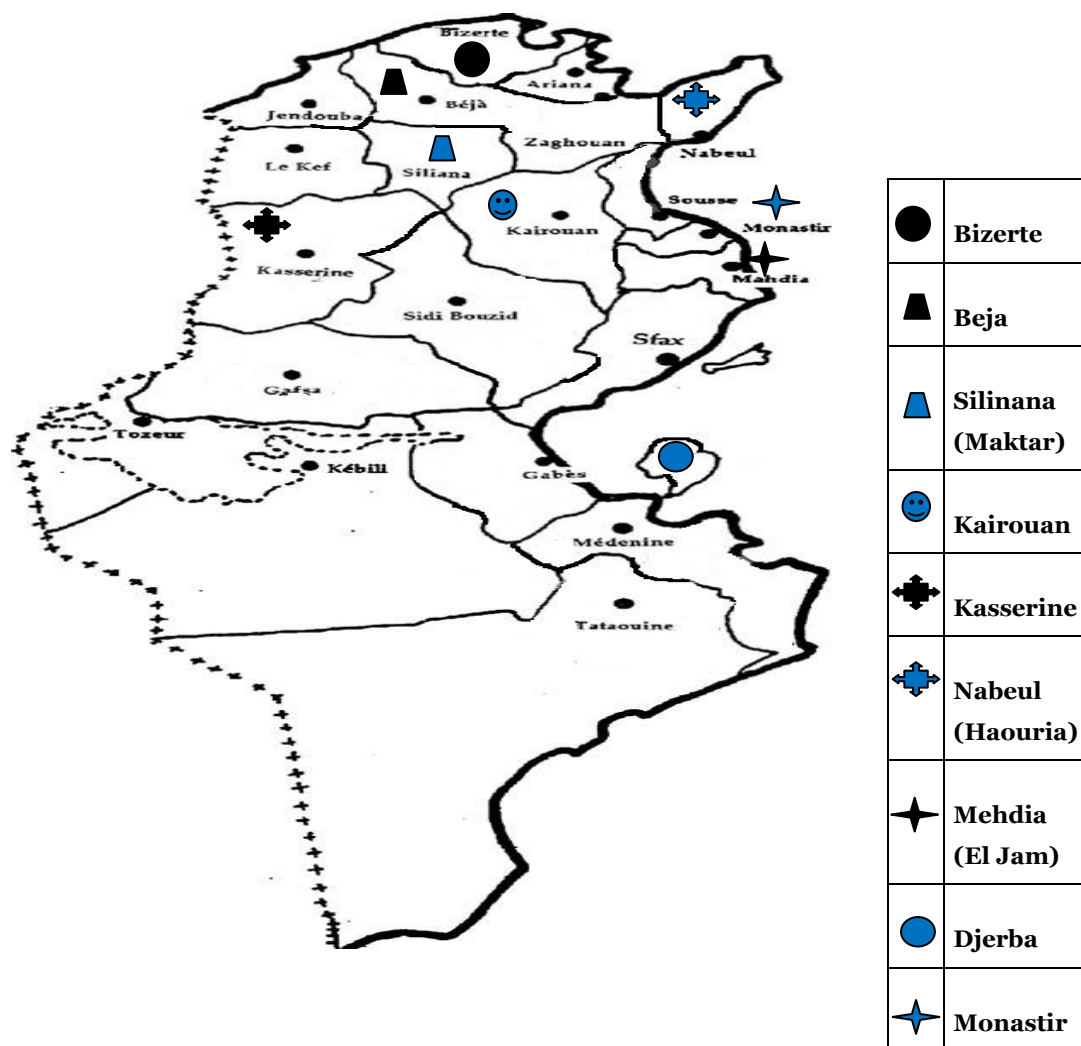 Bizerte
Ariana
Béjà
Jendouba
Zaghouan
Nabeul
Le Kef
Siliana
Sousse
Monastir
Kairouan
Kasserine
Mahdia
Sidi Bouzid
Sfax
Gafsa
Tozeur
Kébili
Gabès
Médenine
Tataouine
Bizerte
Beja
Silinana
(Maktar)
Kairouan
Kasserine
Nabeul
(Haouria)
Mehdia
(El Jam)
Djerba
Monastir